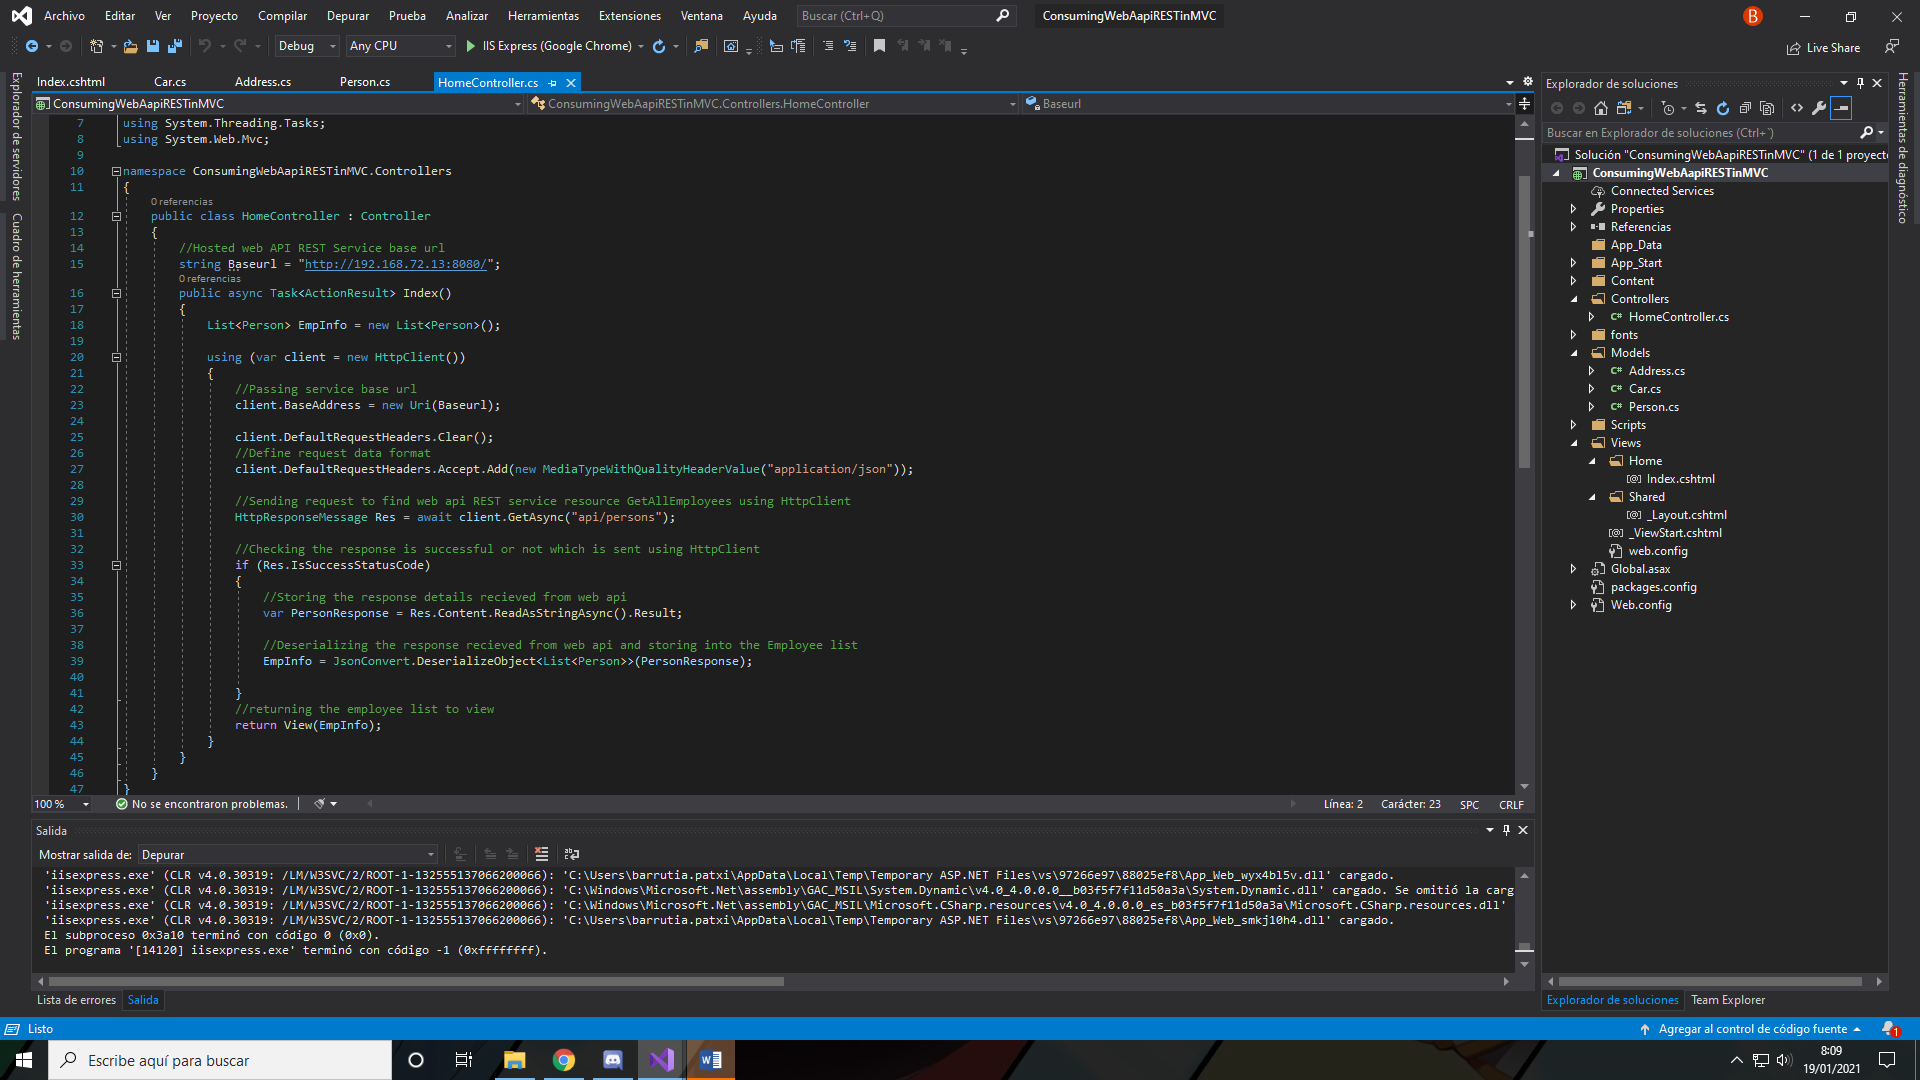 Archivo Editar Ver Proyecto Compilar Depurar Prueba Analizar Herramientas Extensiones Ventana Ayuda Buscar (Ctrl+Q) ConsumingWebAapiRESTinMVC B
Debug Any CPU IIS Express (Google Chrome) Live Share
Explorador de servidores
Cuadro de herramientas
Index.cshtml Car.cs Address.cs Person.cs HomeController.cs
ConsumingWebAapiRESTinMVC ConsumingWebAapiRESTinMVC.Controllers.HomeController Baseurl
7 using System.Threading.Tasks;
8 using System.Web.Mvc;
9
10 namespace ConsumingWebAapiRESTinMVC.Controllers
11 {
0 referencias
12 public class HomeController : Controller
13 {
14 //Hosted web API REST Service base url
15 string Baseurl = "http://192.168.72.13:8080/";
0 referencias
16 public async Task<ActionResult> Index()
17 {
18 List<Person> EmpInfo = new List<Person>();
19
20 using (var client = new HttpClient())
21 {
22 //Passing service base url
23 client.BaseAddress = new Uri(Baseurl);
24
25 client.DefaultRequestHeaders.Clear();
26 //Define request data format
27 client.DefaultRequestHeaders.Accept.Add(new MediaTypeWithQualityHeaderValue("application/json"));
28
29 //Sending request to find web api REST service resource GetAllEmployees using HttpClient
30 HttpResponseMessage Res = await client.GetAsync("api/persons");
31
32 //Checking the response is successful or not which is sent using HttpClient
33 if (Res.IsSuccessStatusCode)
34 {
35 //Storing the response details recieved from web api
36 var PersonResponse = Res.Content.ReadAsStringAsync().Result;
37
38 //Deserializing the response recieved from web api and storing into the Employee list
39 EmpInfo = JsonConvert.DeserializeObject<List<Person>>(PersonResponse);
40
41 }
42 //returning the employee list to view
43 return View(EmpInfo);
44 }
45 }
46 }
47 }
100 % No se encontraron problemas. Línea: 2 Carácter: 23 SPC CRLF
Salida
Mostrar salida de: Depurar
'iisexpress.exe' (CLR v4.0.30319: /LM/W3SVC/2/ROOT-1-132555137066200066): 'C:\Users\barrutia.patxi\AppData\Local\Temp\Temporary ASP.NET Files\vs\97266e97\88025ef8\App_Web_wyx4bl5v.dll' cargado.
'iisexpress.exe' (CLR v4.0.30319: /LM/W3SVC/2/ROOT-1-132555137066200066): 'C:\Windows\Microsoft.Net\assembly\GAC_MSIL\System.Dynamic\v4.0_4.0.0.0__b03f5f7f11d50a3a\System.Dynamic.dll' cargado. Se omitió la carg
'iisexpress.exe' (CLR v4.0.30319: /LM/W3SVC/2/ROOT-1-132555137066200066): 'C:\Windows\Microsoft.Net\assembly\GAC_MSIL\Microsoft.CSharp.resources\v4.0_4.0.0.0_es_b03f5f7f11d50a3a\Microsoft.CSharp.resources.dll'
'iisexpress.exe' (CLR v4.0.30319: /LM/W3SVC/2/ROOT-1-132555137066200066): 'C:\Users\barrutia.patxi\AppData\Local\Temp\Temporary ASP.NET Files\vs\97266e97\88025ef8\App_Web_smkj10h4.dll' cargado.
El subproceso 0x3a10 terminó con código 0 (0x0).
El programa '[14120] iisexpress.exe' terminó con código -1 (0xffffffff).
Lista de errores Salida
Explorador de soluciones
Buscar en Explorador de soluciones (Ctrl+`)
Solución "ConsumingWebAapiRESTinMVC" (1 de 1 proyecto
ConsumingWebAapiRESTinMVC
Connected Services
Properties
Referencias
App_Data
App_Start
Content
Controllers
C# HomeController.cs
fonts
Models
C# Address.cs
C# Car.cs
C# Person.cs
Scripts
Views
Home
[@] Index.cshtml
Shared
[@] _Layout.cshtml
[@] _ViewStart.cshtml
web.config
Global.asax
packages.config
Web.config
Explorador de soluciones Team Explorer
Herramientas de diagnóstico
Listo Agregar al control de código fuente 1
Escribe aquí para buscar
8:09
19/01/2021